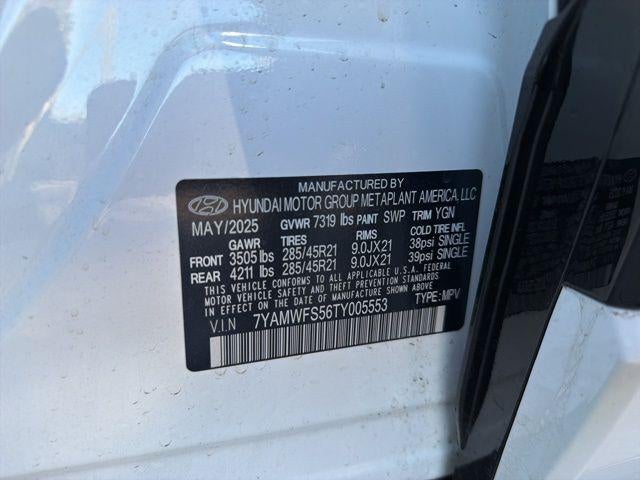 MANUFACTURED BY
HYUNDAI MOTOR GROUP METAPLANT AMERICA, LLC
MAY/2025 GVWR 7319 lbs PAINT SWP TRIM YGN
GAWR TIRES RIMS COLD TIRE INFL
FRONT 3505 lbs 285/45R21 9.0JX21 38psi SINGLE
REAR 4211 lbs 285/45R21 9.0JX21 39psi SINGLE
THIS VEHICLE CONFORMS TO ALL APPLICABLE U.S.A. FEDERAL
MOTOR VEHICLE SAFETY AND THEFT PREVENTION STANDARDS
IN EFFECT ON THE DATE OF MANUFACTURE SHOWN ABOVE.
V.I.N 7YAMWFS56TY005553 TYPE: MPV